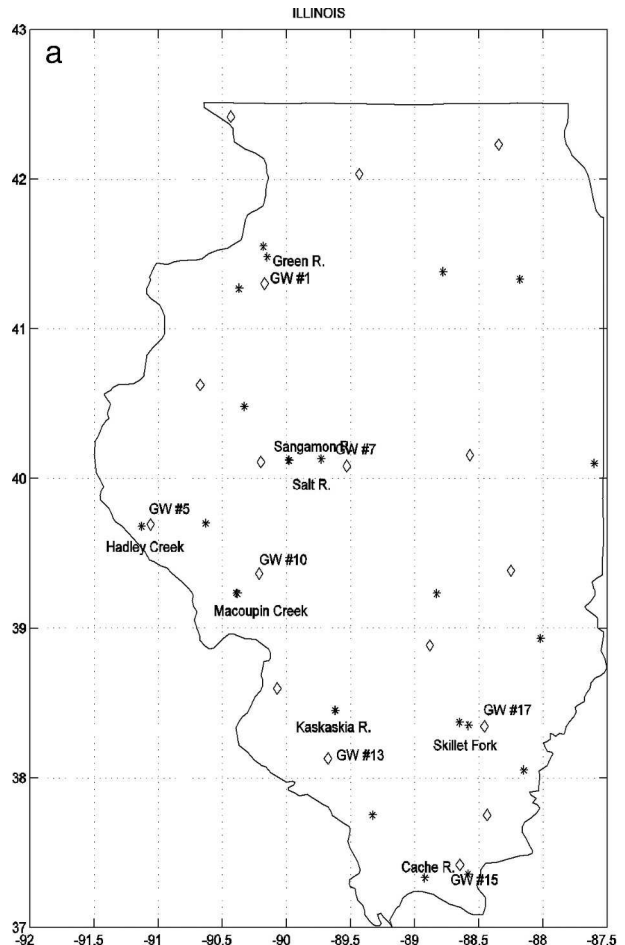 ILLINOIS
43
a
42
Green R.
GW #1
41
Sangamon R.
GW #7
40
Salt R.
GW #5
Hadley Creek
GW #10
Macoupin Creek
39
GW #17
Kaskaskia R.
Skillet Fork
GW #13
38
Cache R.
GW #15
37
-92 -91.5 -91 -90.5 -90 -89.5 -89 -88.5 -88 -87.5